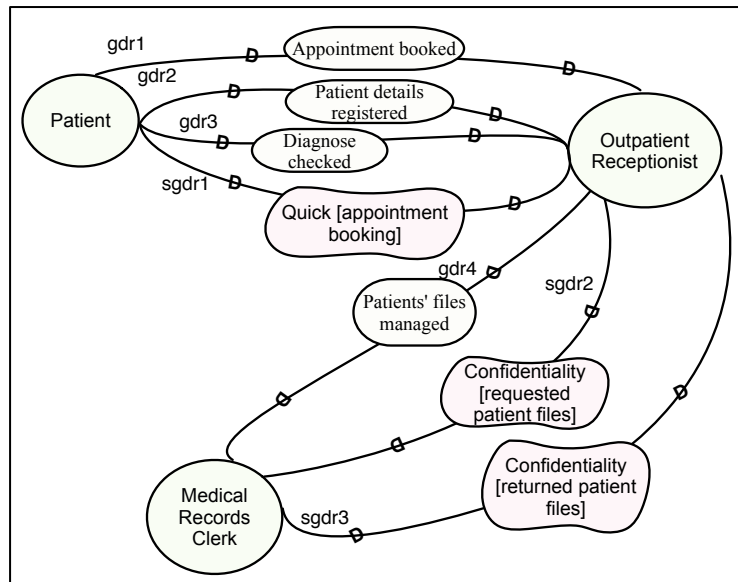 gdr1
Appointment booked
gdr2
Patient
Patient details
registered
gdr3
Diagnose
checked
Outpatient
Receptionist
sgdr1
Quick [appointment
booking]
gdr4
sgdr2
Patients' files
managed
Confidentiality
[requested
patient files]
Medical
Records
Clerk
sgdr3
Confidentiality
[returned patient
files]
D
D
D
D
D
D
D
D
D
D
D
D
D
D